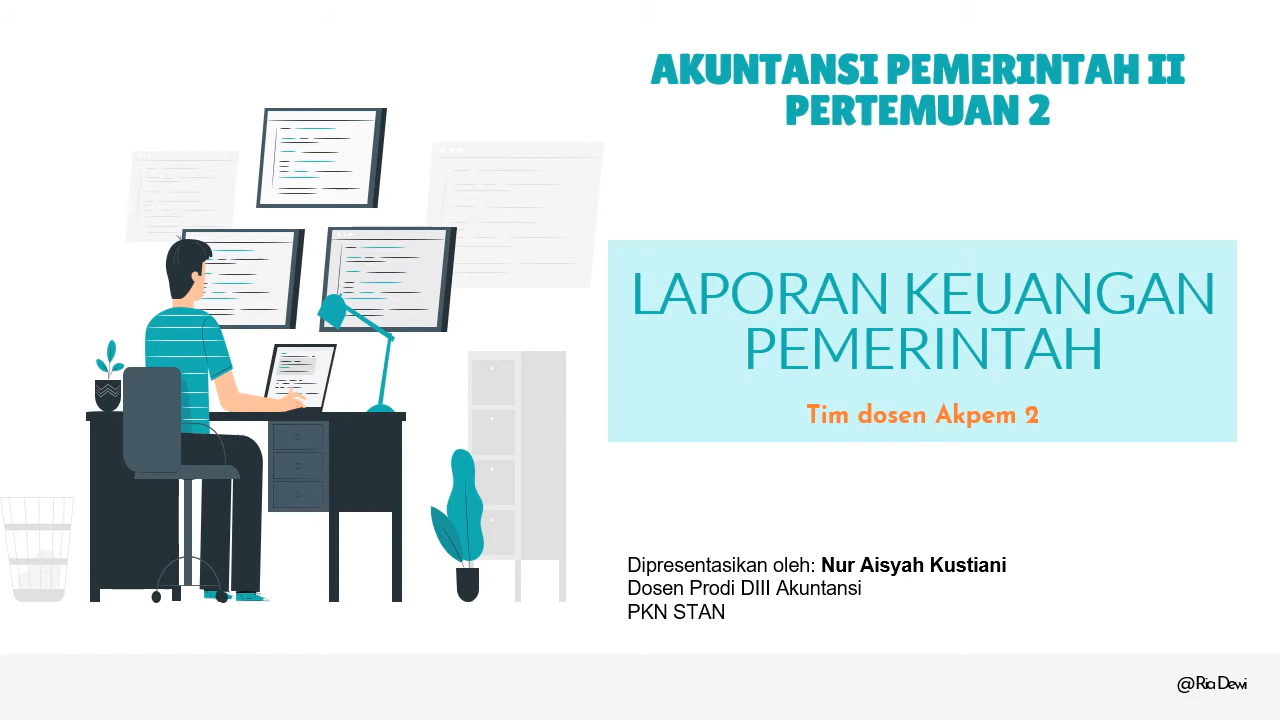 AKUNTANSI PEMERINTAH II
PERTEMUAN 2
LAPORAN KEUANGAN
PEMERINTAH
Tim dosen Akpem 2
Dipresentasikan oleh: Nur Aisyah Kustiani
Dosen Prodi DIII Akuntansi
PKN STAN
@Ria Dewi